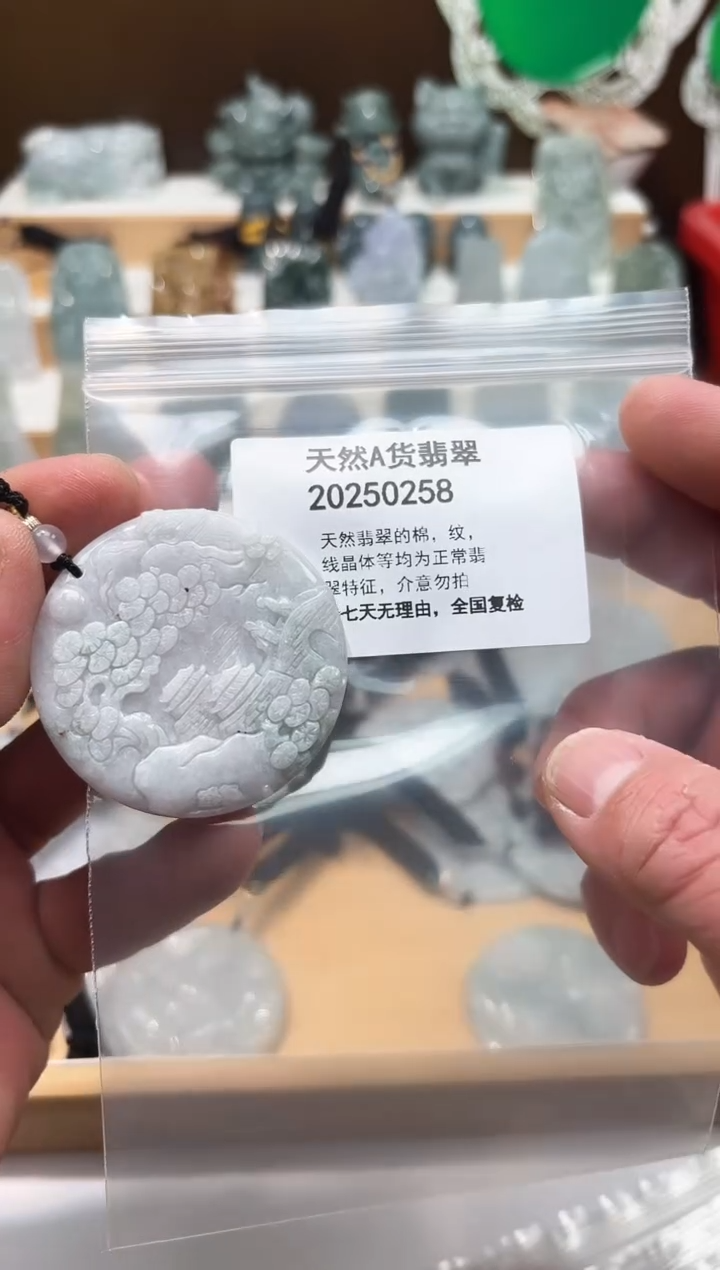 天然A货翡翠
20250258
天然翡翠的棉，纹，
线晶体等均为正常翡
翠特征，介意勿拍
七天无理由，全国复检